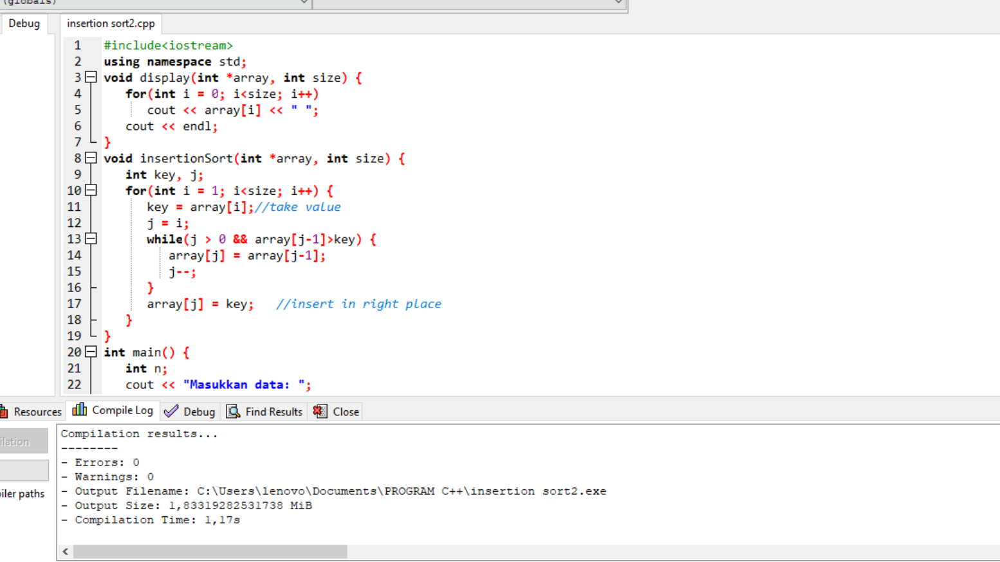 (globals)
Debug insertion sort2.cpp
1 #include<iostream>
2 using namespace std;
3 void display(int *array, int size) {
4    for(int i = 0; i<size; i++)
5       cout << array[i] << " ";
6    cout << endl;
7 }
8 void insertionSort(int *array, int size) {
9    int key, j;
10    for(int i = 1; i<size; i++) {
11       key = array[i];//take value
12       j = i;
13       while(j > 0 && array[j-1]>key) {
14          array[j] = array[j-1];
15          j--;
16       }
17       array[j] = key;   //insert in right place
18    }
19 }
20 int main() {
21    int n;
22    cout << "Masukkan data: ";
Resources Compile Log Debug Find Results Close
Compilation results...
--------
- Errors: 0
- Warnings: 0
- Output Filename: C:\Users\lenovo\Documents\PROGRAM C++\insertion sort2.exe
- Output Size: 1,83319282531738 MiB
- Compilation Time: 1,17s
ilation
iler paths